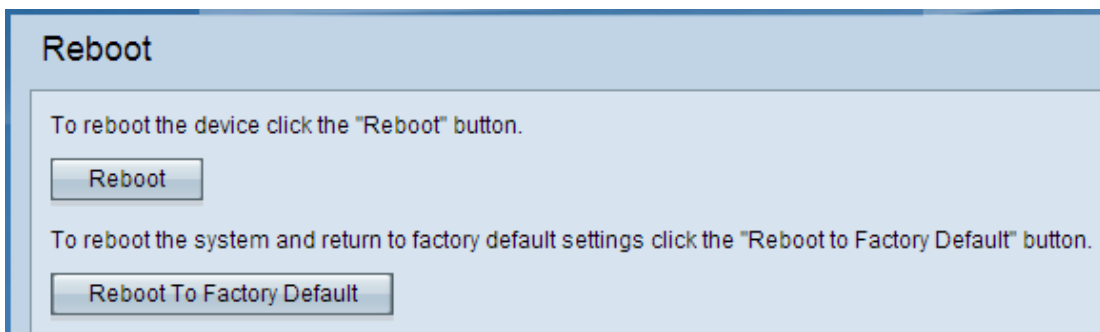 Reboot
To reboot the device click the "Reboot" button.
Reboot
To reboot the system and return to factory default settings click the "Reboot to Factory Default" button.
Reboot To Factory Default